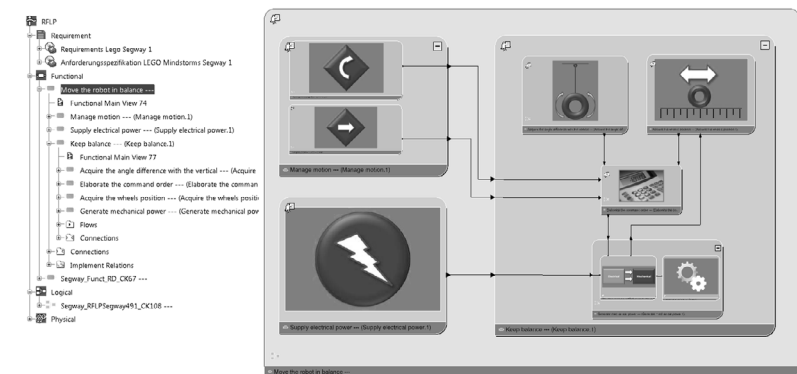 RFLP
Requirement
Requirements Lego Segway 1
Anforderungsspezifikation LEGO Mindstorms Segway 1
Functional
Move the robot in balance ---
Functional Main View 74
Manage motion --- (Manage motion.1)
Supply electrical power --- (Supply electrical power.1)
Keep balance --- (Keep balance.1)
Functional Main View 77
Acquire the angle difference with the vertical --- (Acquire
Elaborate the command order --- (Elaborate the comman
Acquire the wheels position --- (Acquire the wheels positi
Generate mechanical power --- (Generate mechanical pov
Flows
Connections
Connections
Implement Relations
Segway_Funct_RD_CK67 ---
Logical
Segway_RFLPSegway491_CK108 ---
Physical
Manage motion --- (Manage motion.1)
Supply electrical power --- (Supply electrical power.1)
Keep balance --- (Keep balance.1)
Move the robot in balance ---